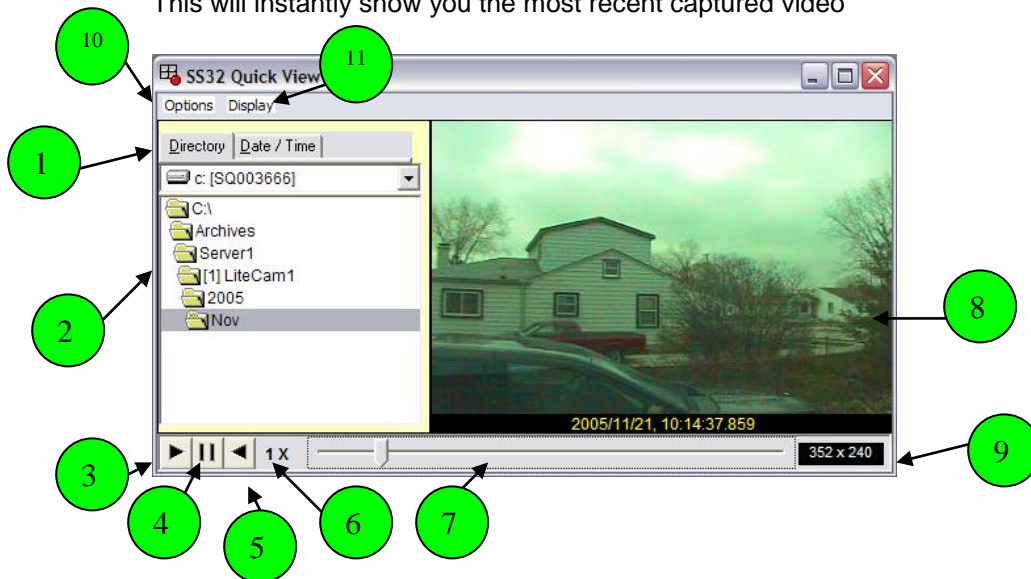 This will instantly show you the most recent captured video
10
11
SS32 Quick View
Options Display
1
Directory Date / Time
c: [SQ003666]
C:\
Archives
Server1
[1] LiteCam1
2005
Nov
2
8
2005/11/21, 10:14:37.859
1 X
352 x 240
3
4
5
6
7
9